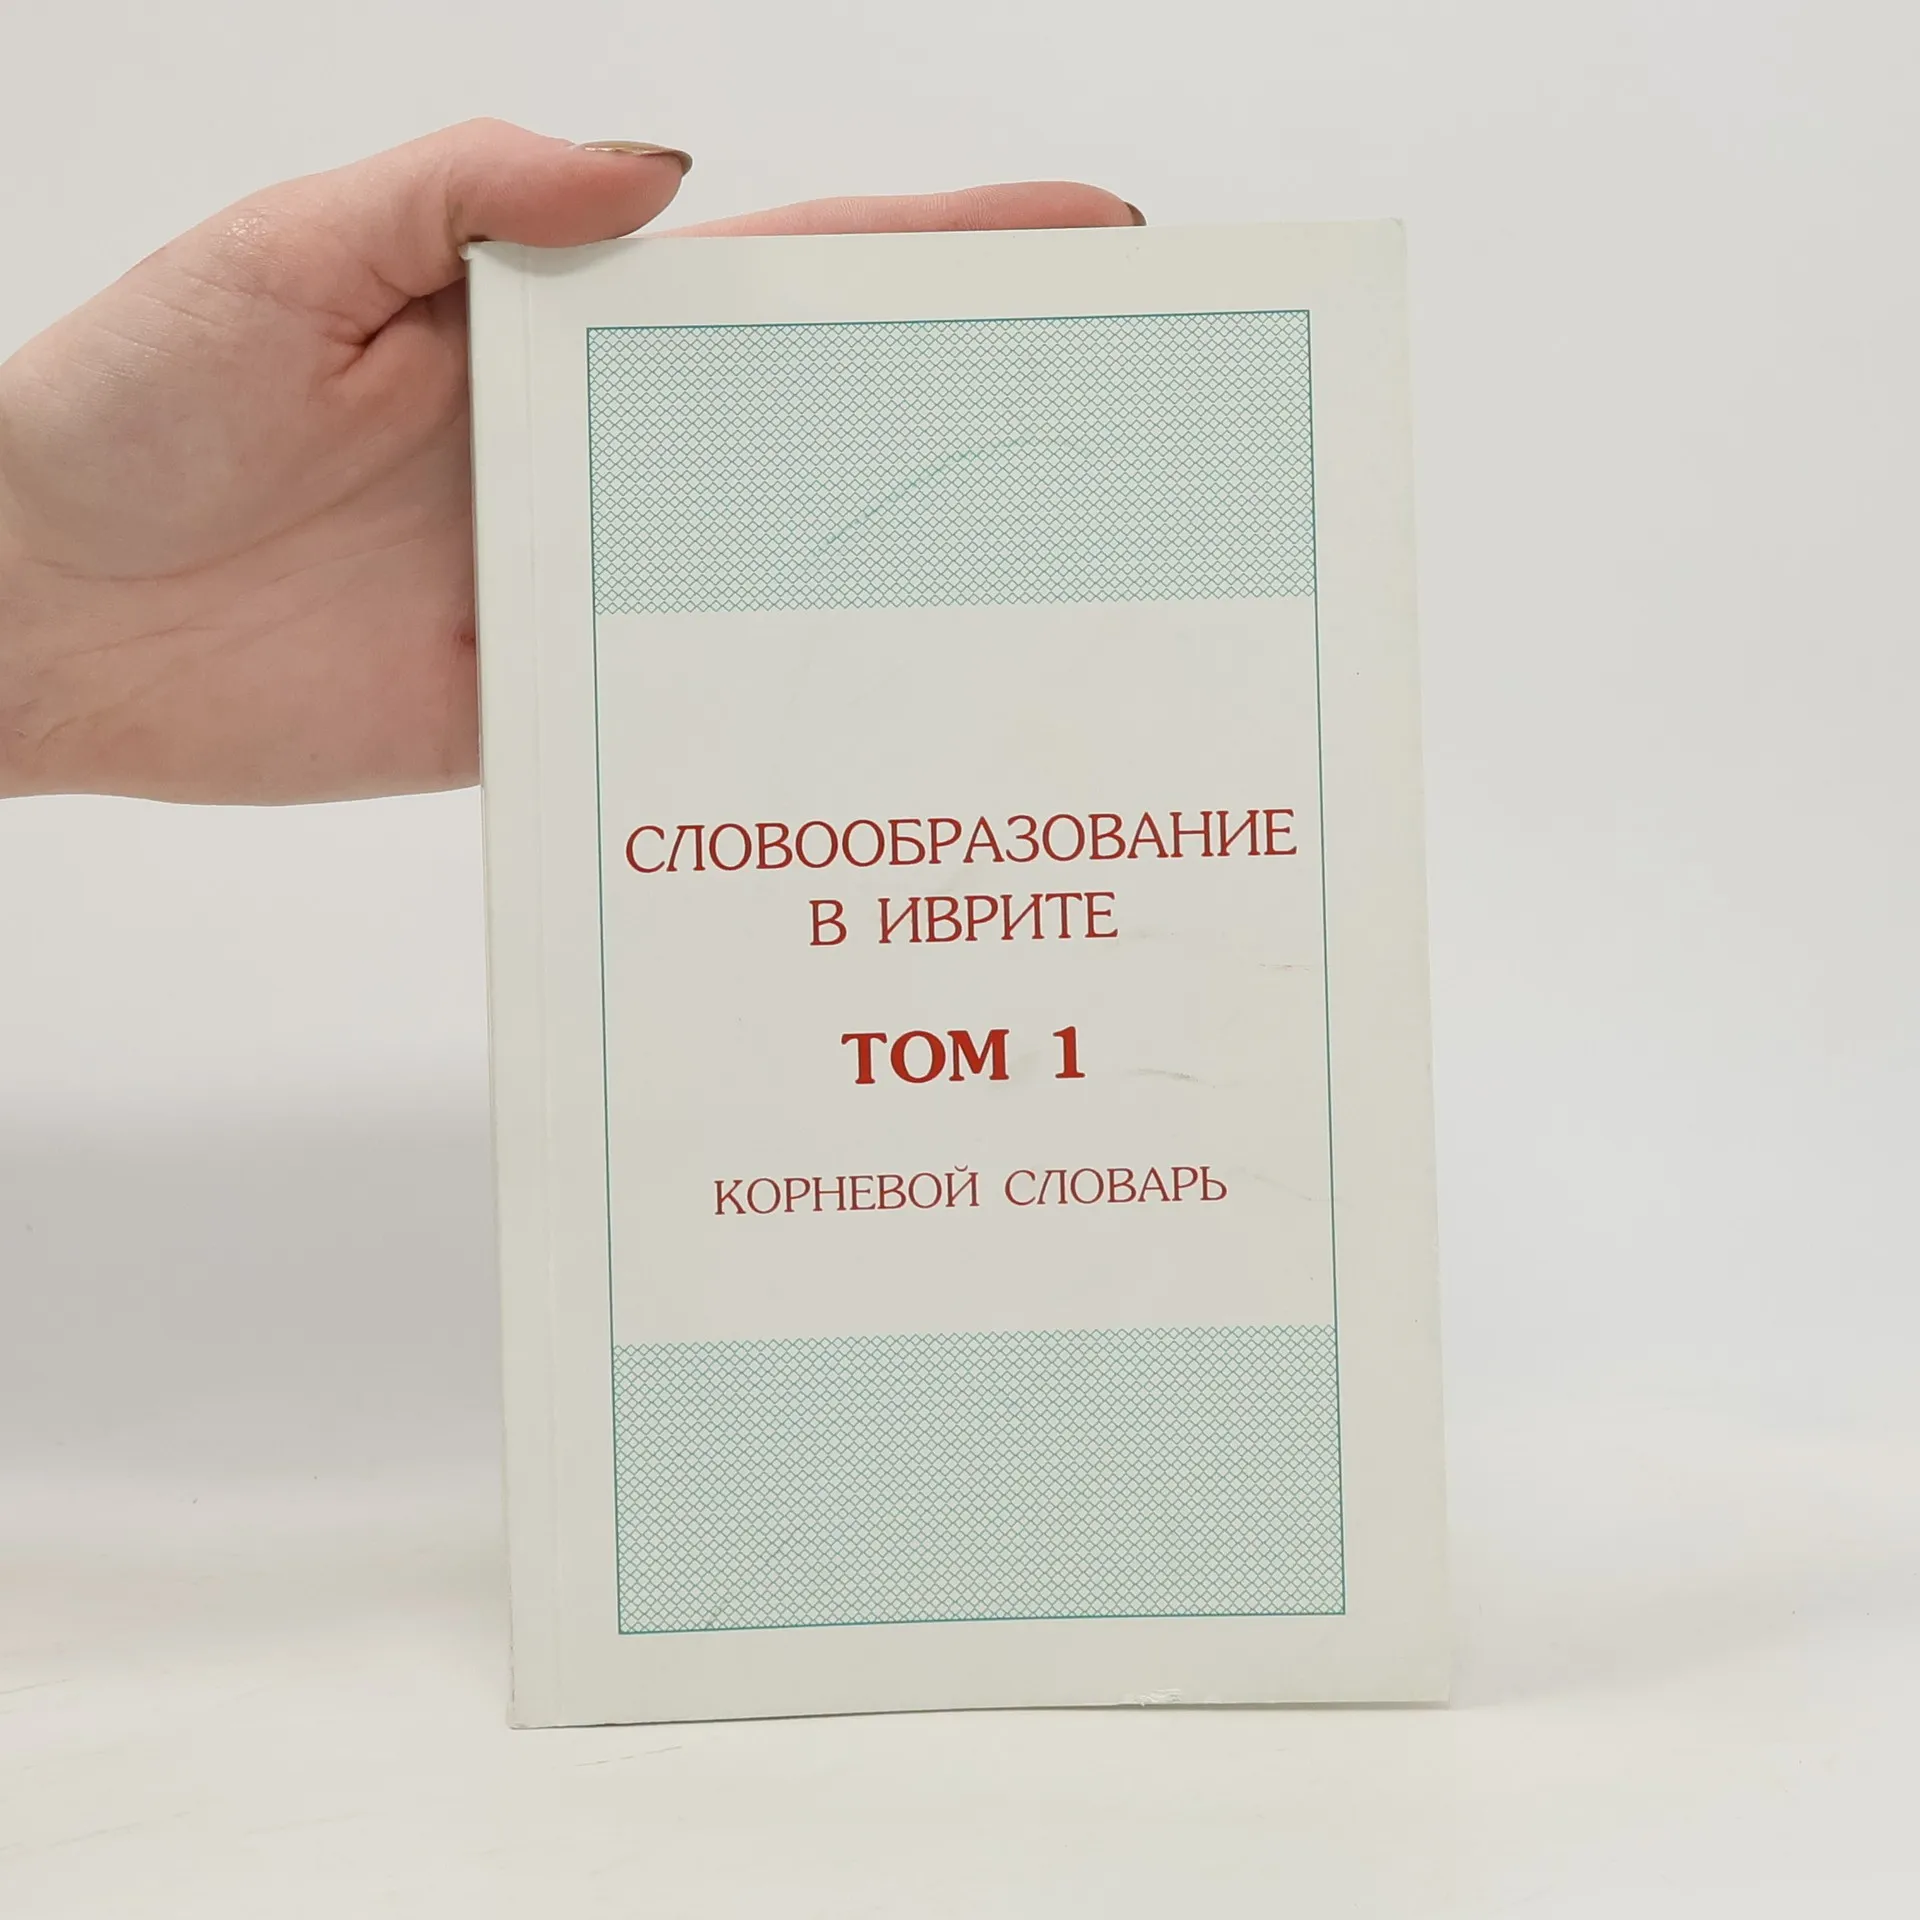 СЛОВООБРАЗОВАНИЕ
В ИВРИТЕ
ТОМ 1
КОРНЕВОЙ СЛОВАРЬ